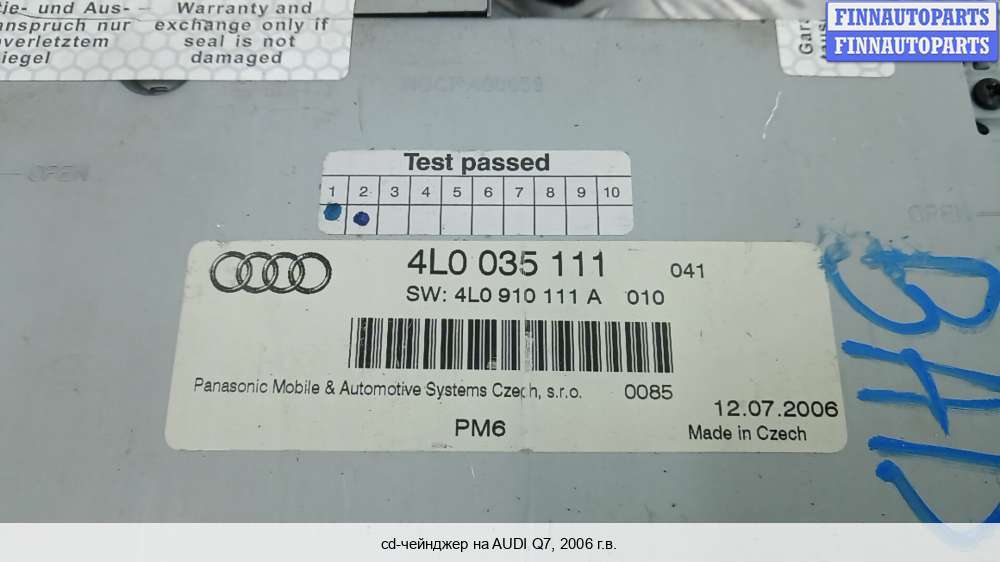 tie- und Aus-
anspruch nur
verletztem
iegel
Warranty and
exchange only if
seal is not
damaged
Gara
FINNAUTOPARTS
FINNAUTOPARTS
OPEN
Test passed
1 2 3 4 5 6 7 8 9 10
4L0 035 111 041
SW: 4L0 910 111 A 010
Panasonic Mobile & Automotive Systems Czech, s.r.o. 0085
12.07.2006
PM6 Made in Czech
cd-чейнджер на AUDI Q7, 2006 г.в.